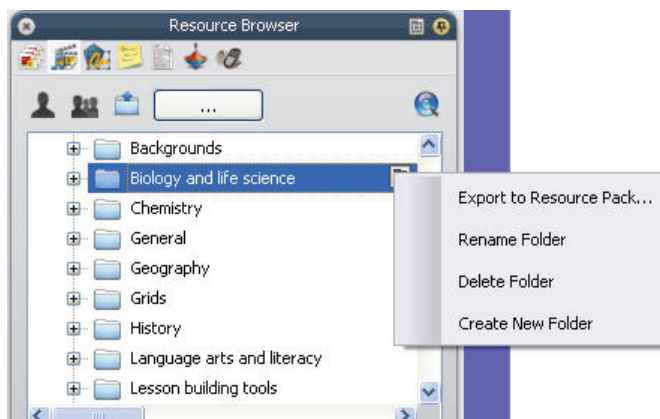 Resource Browser
...
Backgrounds
Biology and life science
Chemistry
General
Geography
Grids
History
Language arts and literacy
Lesson building tools
Export to Resource Pack...
Rename Folder
Delete Folder
Create New Folder